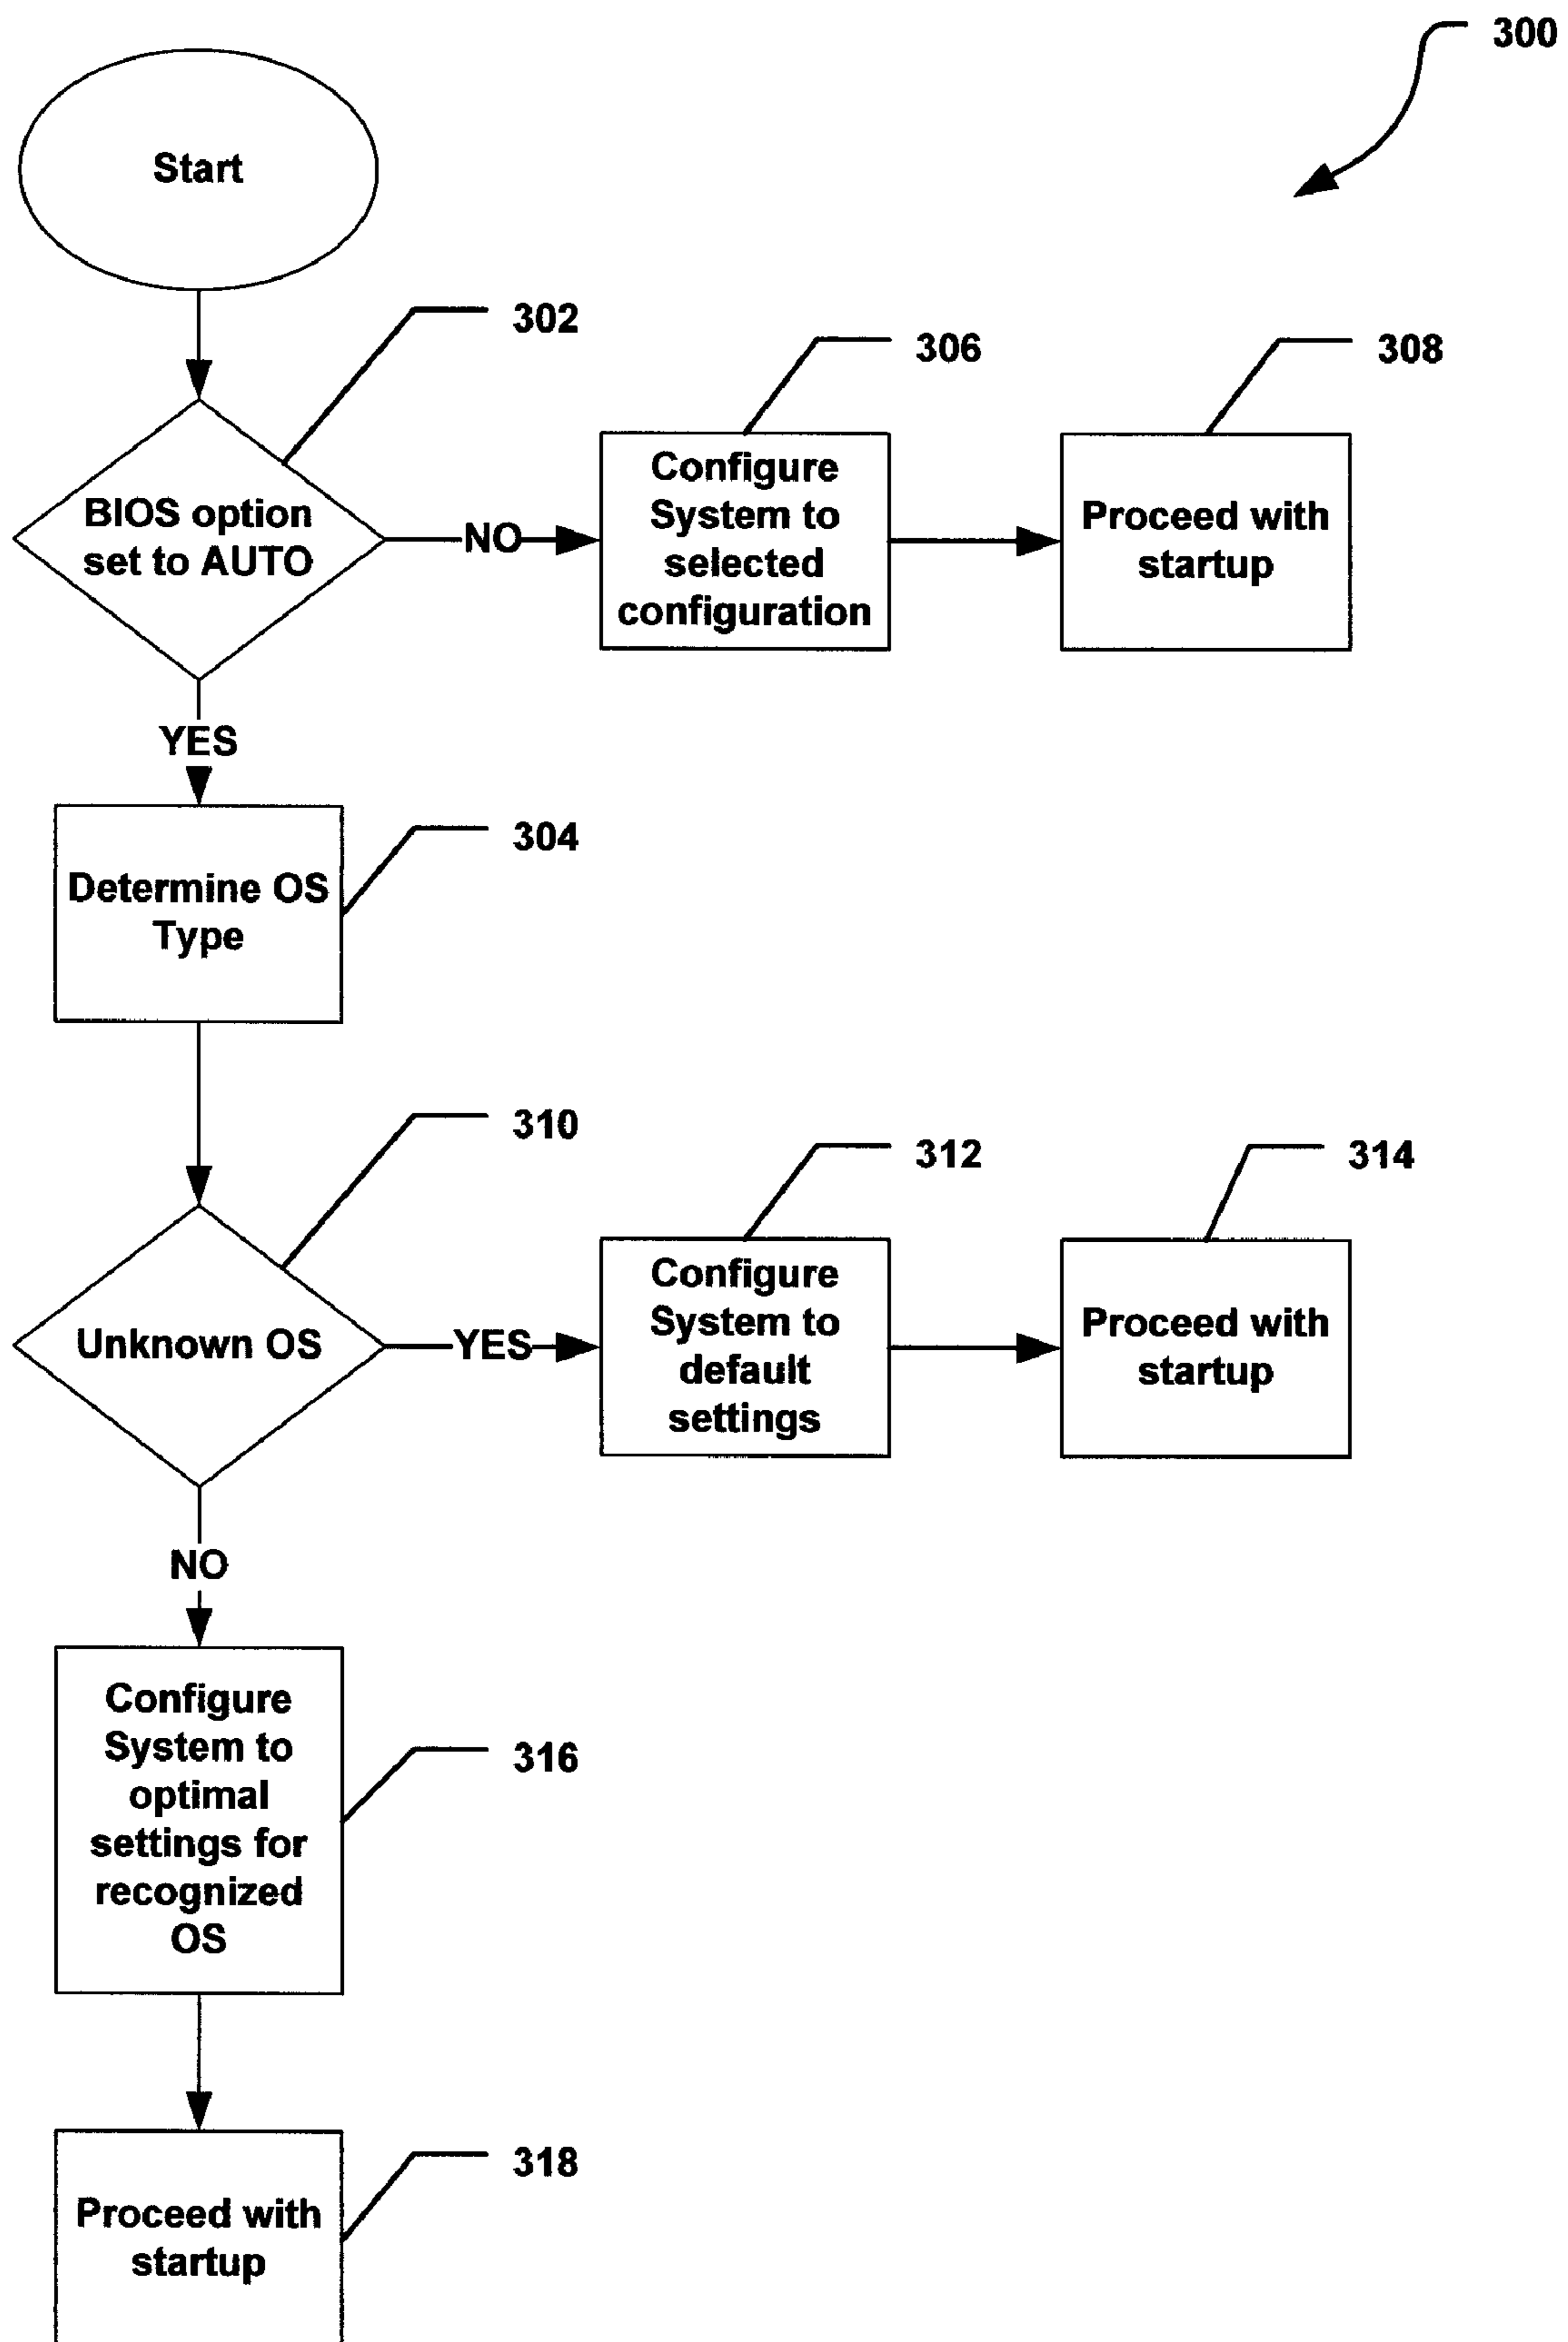 300
Start
302
BIOS option
set to AUTO
NO
306
Configure
System to
selected
configuration
308
Proceed with
startup
YES
304
Determine OS
Type
310
Unknown OS
YES
312
Configure
System to
default
settings
314
Proceed with
startup
NO
316
Configure
System to
optimal
settings for
recognized
OS
318
Proceed with
startup